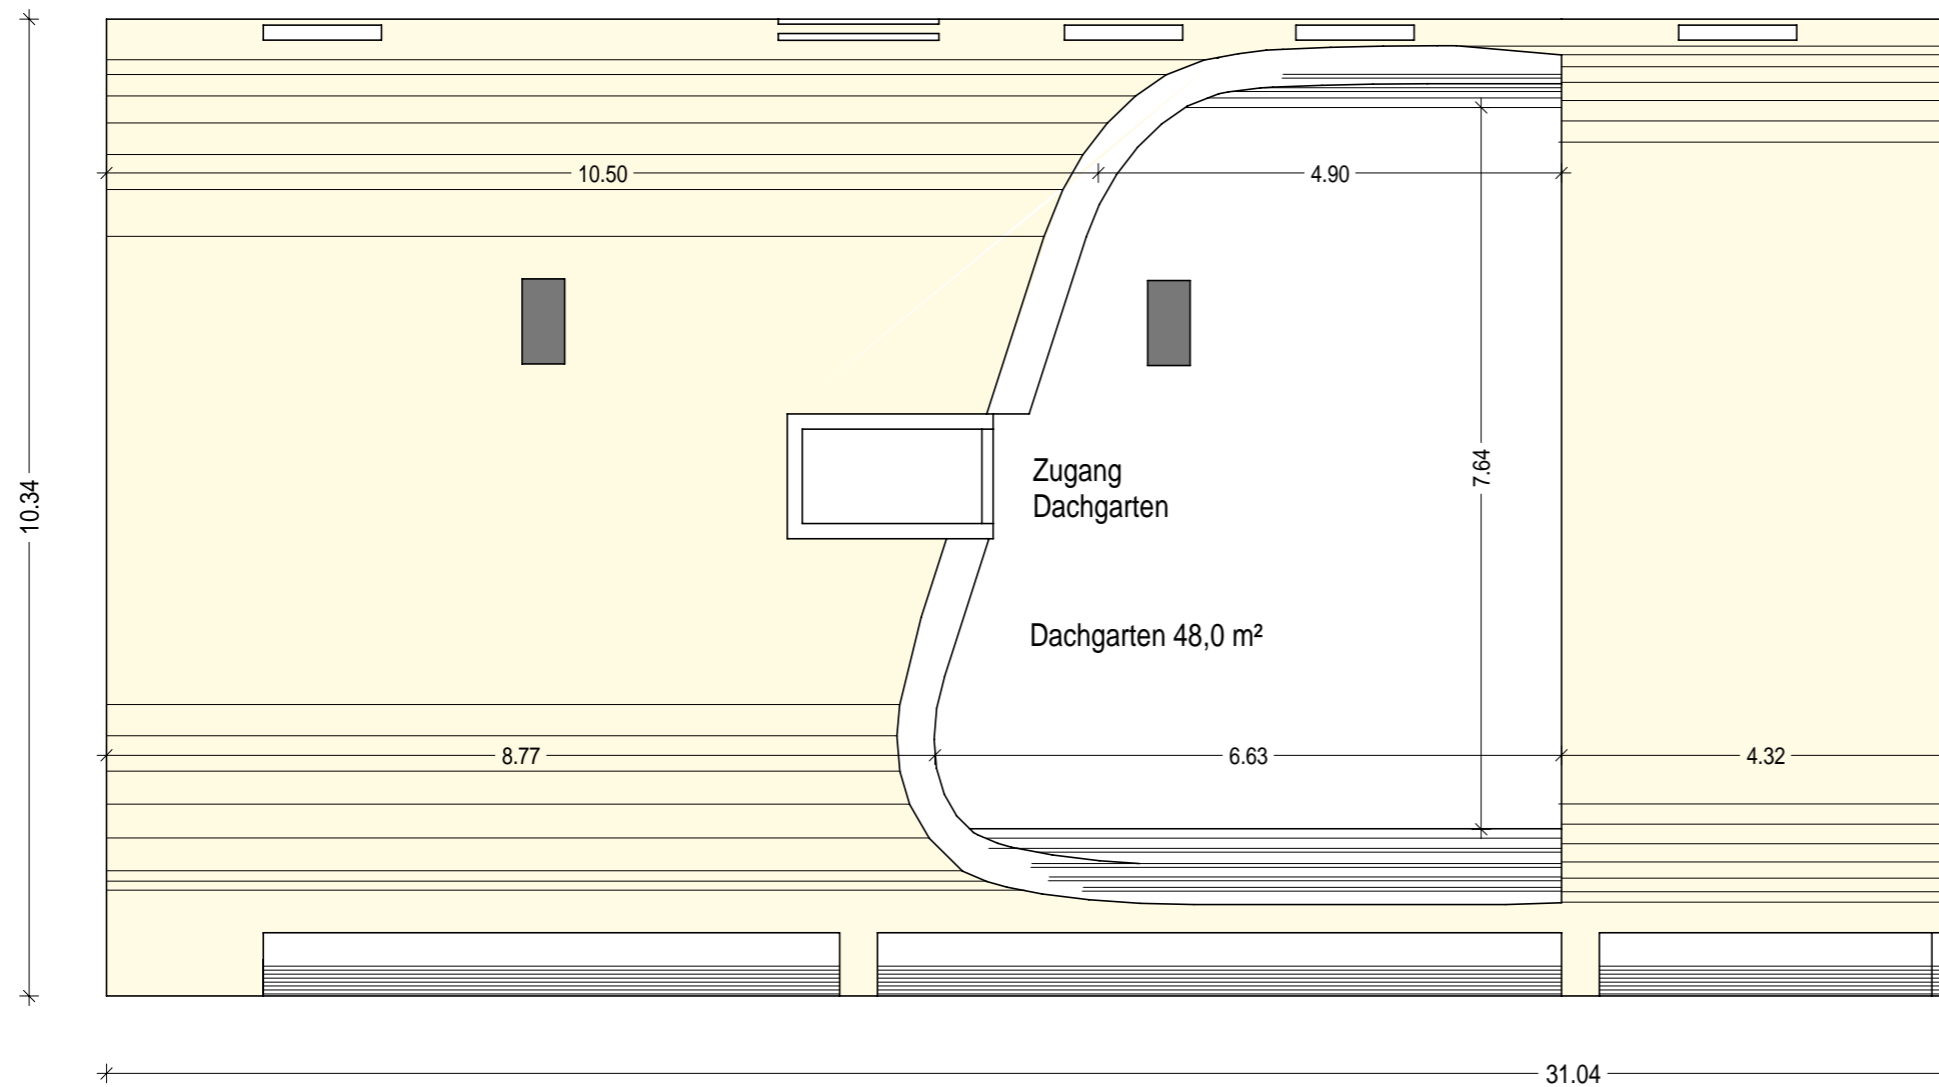 10.50
4.90
10.34
7.64
Zugang
Dachgarten
Dachgarten 48,0 m²
8.77
6.63
4.32
31.04